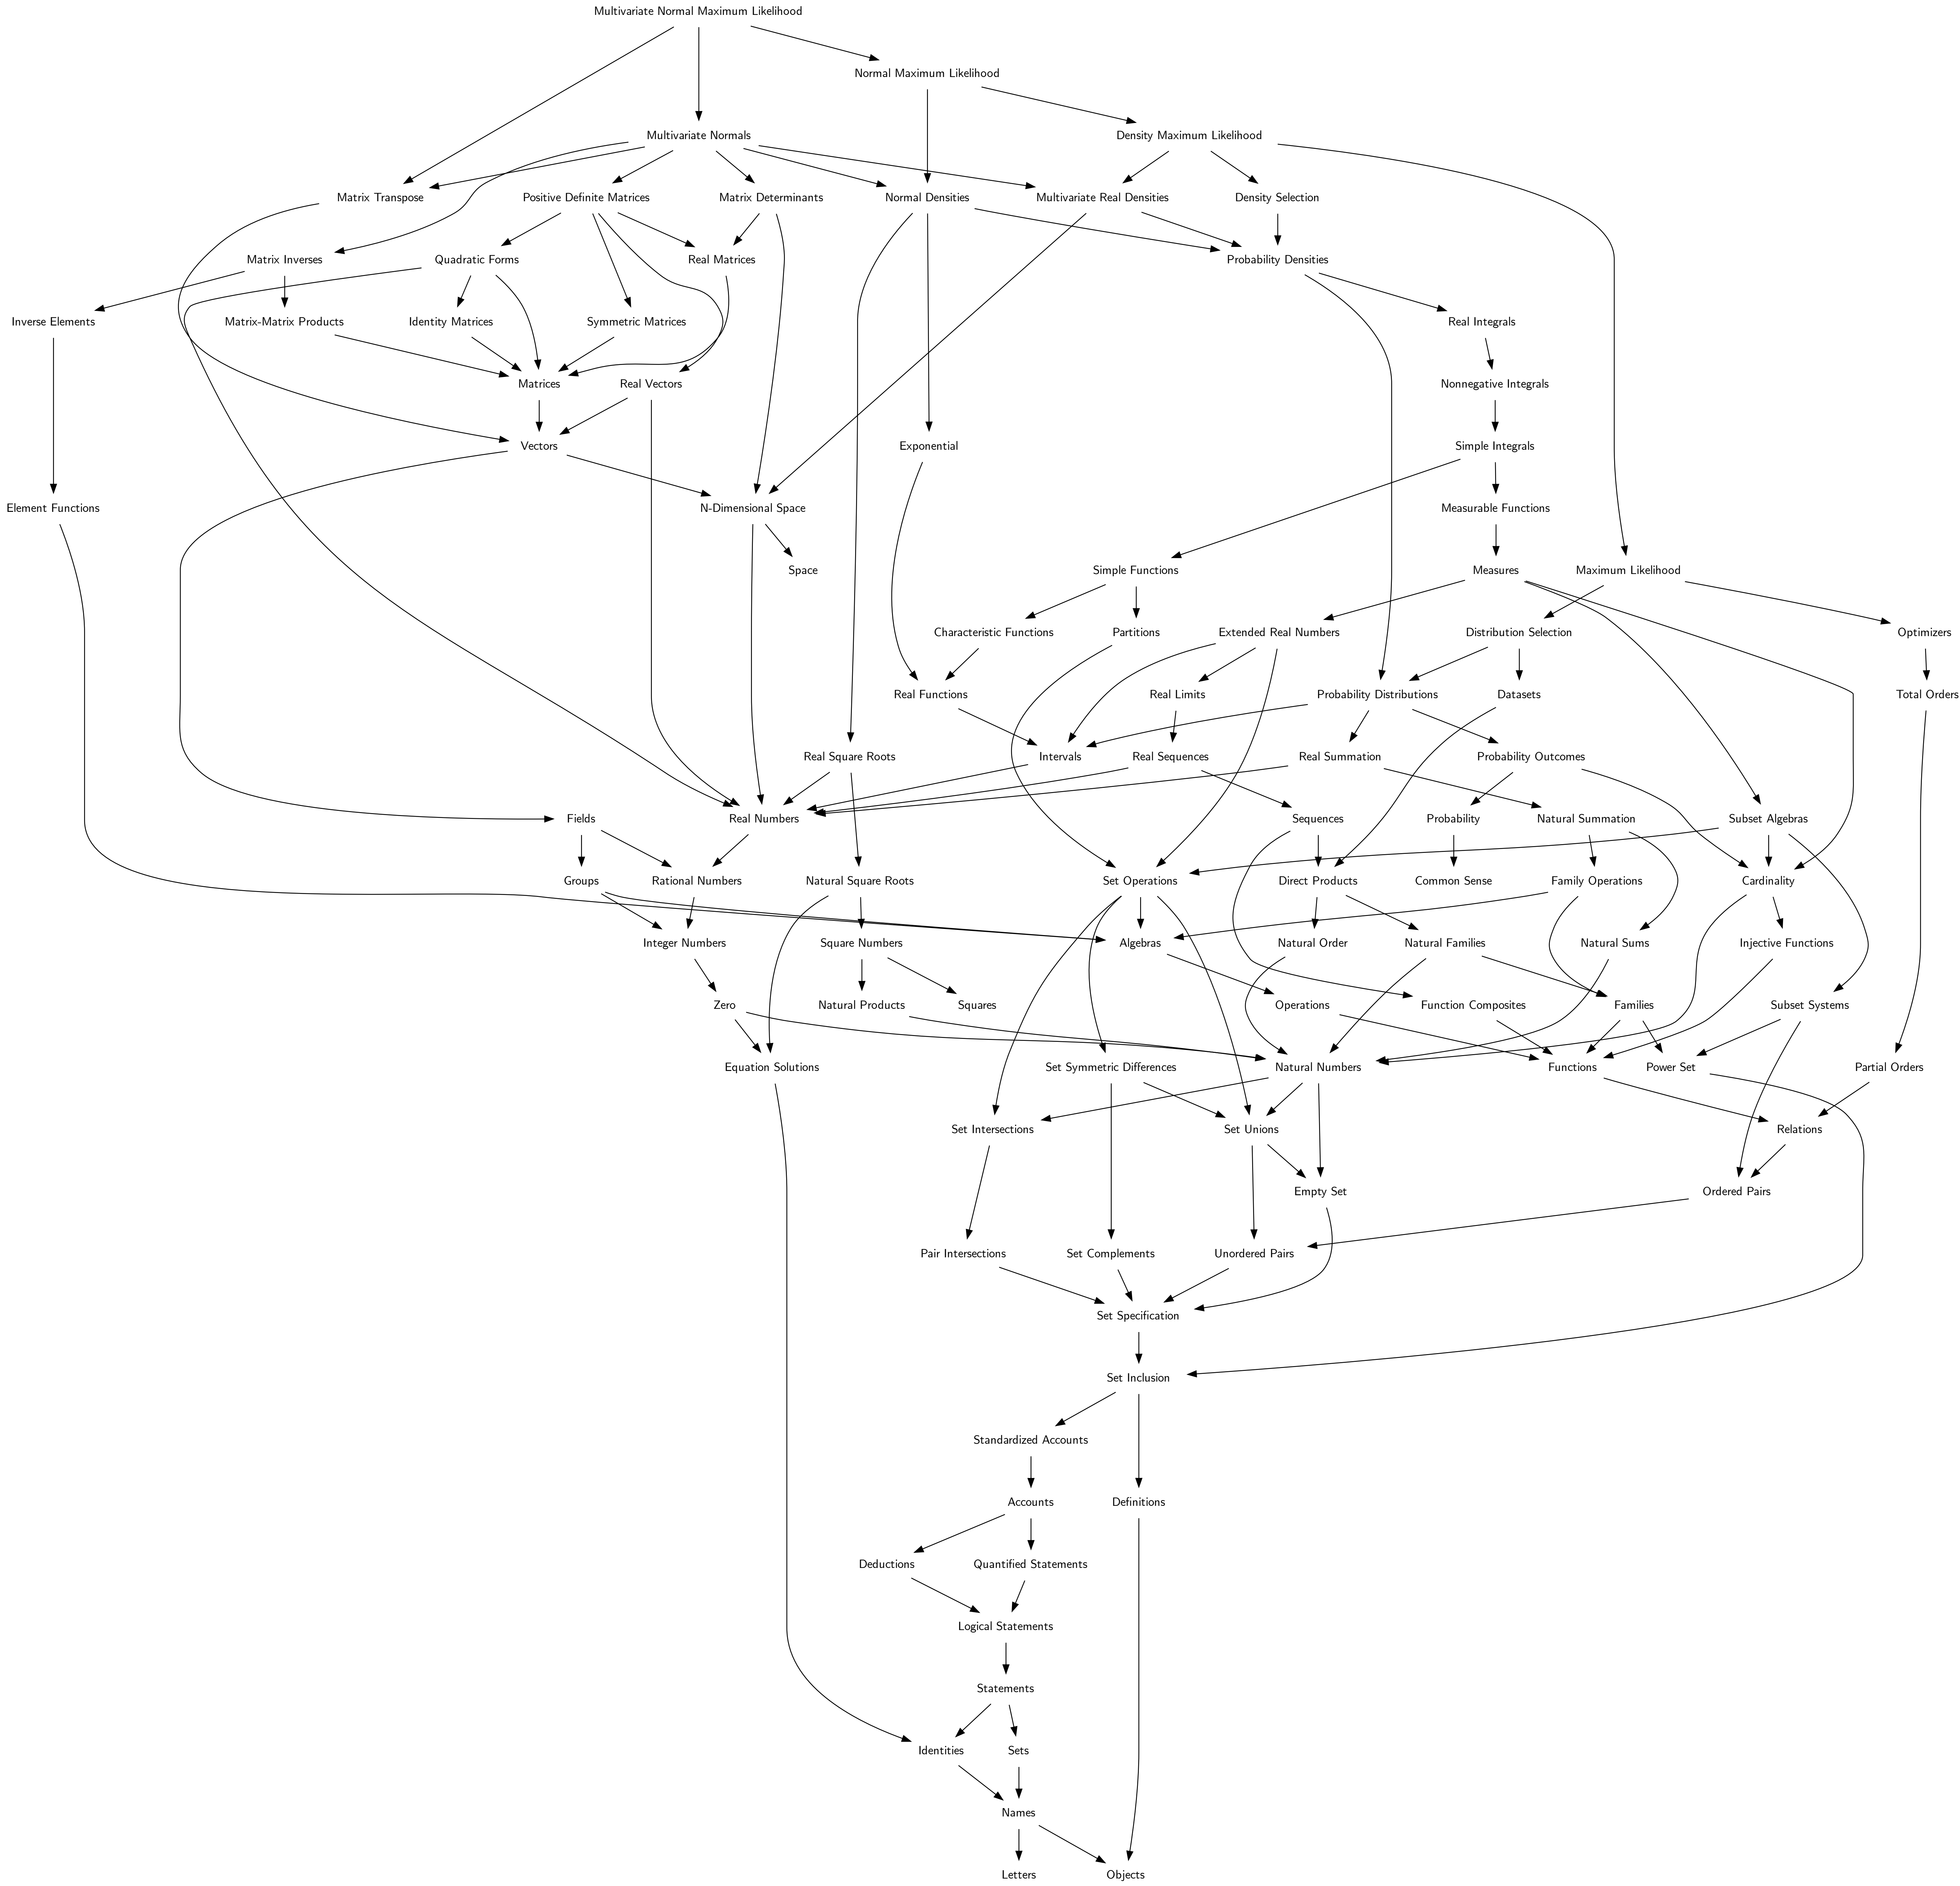 Multivariate Normal Maximum Likelihood
Normal Maximum Likelihood
Multivariate Normals
Density Maximum Likelihood
Matrix Transpose
Positive Definite Matrices
Matrix Determinants
Normal Densities
Multivariate Real Densities
Density Selection
Matrix Inverses
Quadratic Forms
Real Matrices
Probability Densities
Inverse Elements
Matrix-Matrix Products
Identity Matrices
Symmetric Matrices
Real Integrals
Matrices
Real Vectors
Nonnegative Integrals
Vectors
Exponential
Simple Integrals
Element Functions
N-Dimensional Space
Measurable Functions
Space
Simple Functions
Measures
Maximum Likelihood
Characteristic Functions
Partitions
Extended Real Numbers
Distribution Selection
Optimizers
Real Functions
Real Limits
Probability Distributions
Datasets
Total Orders
Real Square Roots
Intervals
Real Sequences
Real Summation
Probability Outcomes
Fields
Real Numbers
Sequences
Probability
Natural Summation
Subset Algebras
Groups
Rational Numbers
Natural Square Roots
Set Operations
Direct Products
Common Sense
Family Operations
Cardinality
Integer Numbers
Square Numbers
Algebras
Natural Order
Natural Families
Natural Sums
Injective Functions
Zero
Natural Products
Squares
Operations
Function Composites
Families
Subset Systems
Equation Solutions
Set Symmetric Differences
Natural Numbers
Functions
Power Set
Partial Orders
Set Intersections
Set Unions
Relations
Empty Set
Ordered Pairs
Pair Intersections
Set Complements
Unordered Pairs
Set Specification
Set Inclusion
Standardized Accounts
Accounts
Definitions
Deductions
Quantified Statements
Logical Statements
Statements
Identities
Sets
Names
Letters
Objects